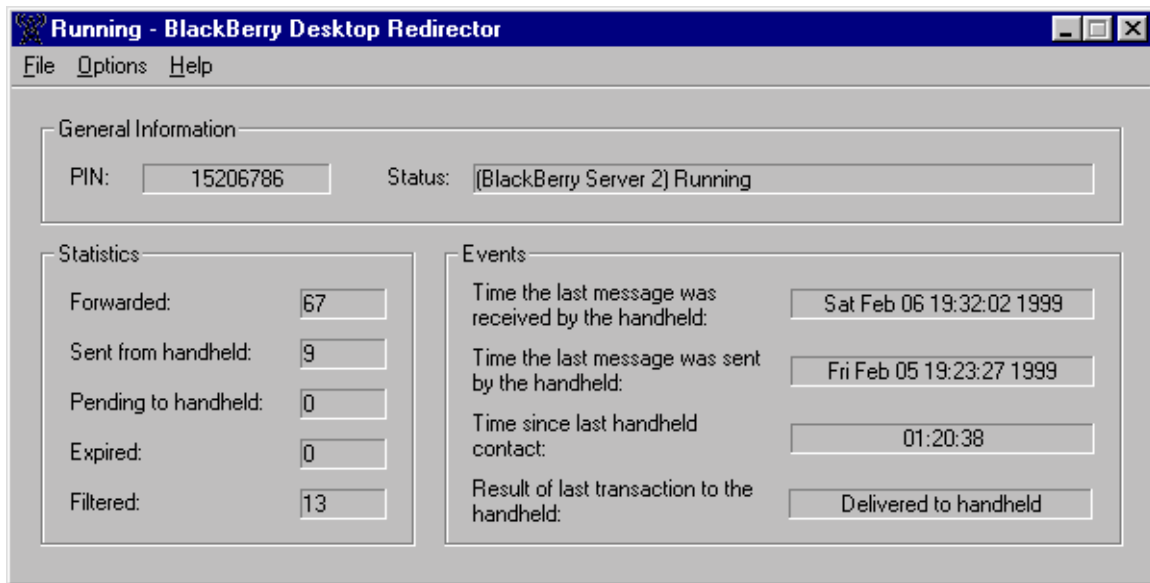 Running - BlackBerry Desktop Redirector
File Options Help
General Information
PIN: 15206786 Status: (BlackBerry Server 2) Running
Statistics
Forwarded: 67
Sent from handheld: 9
Pending to handheld: 0
Expired: 0
Filtered: 13
Events
Time the last message was
received by the handheld: Sat Feb 06 19:32:02 1999
Time the last message was sent
by the handheld: Fri Feb 05 19:23:27 1999
Time since last handheld
contact: 01:20:38
Result of last transaction to the
handheld: Delivered to handheld